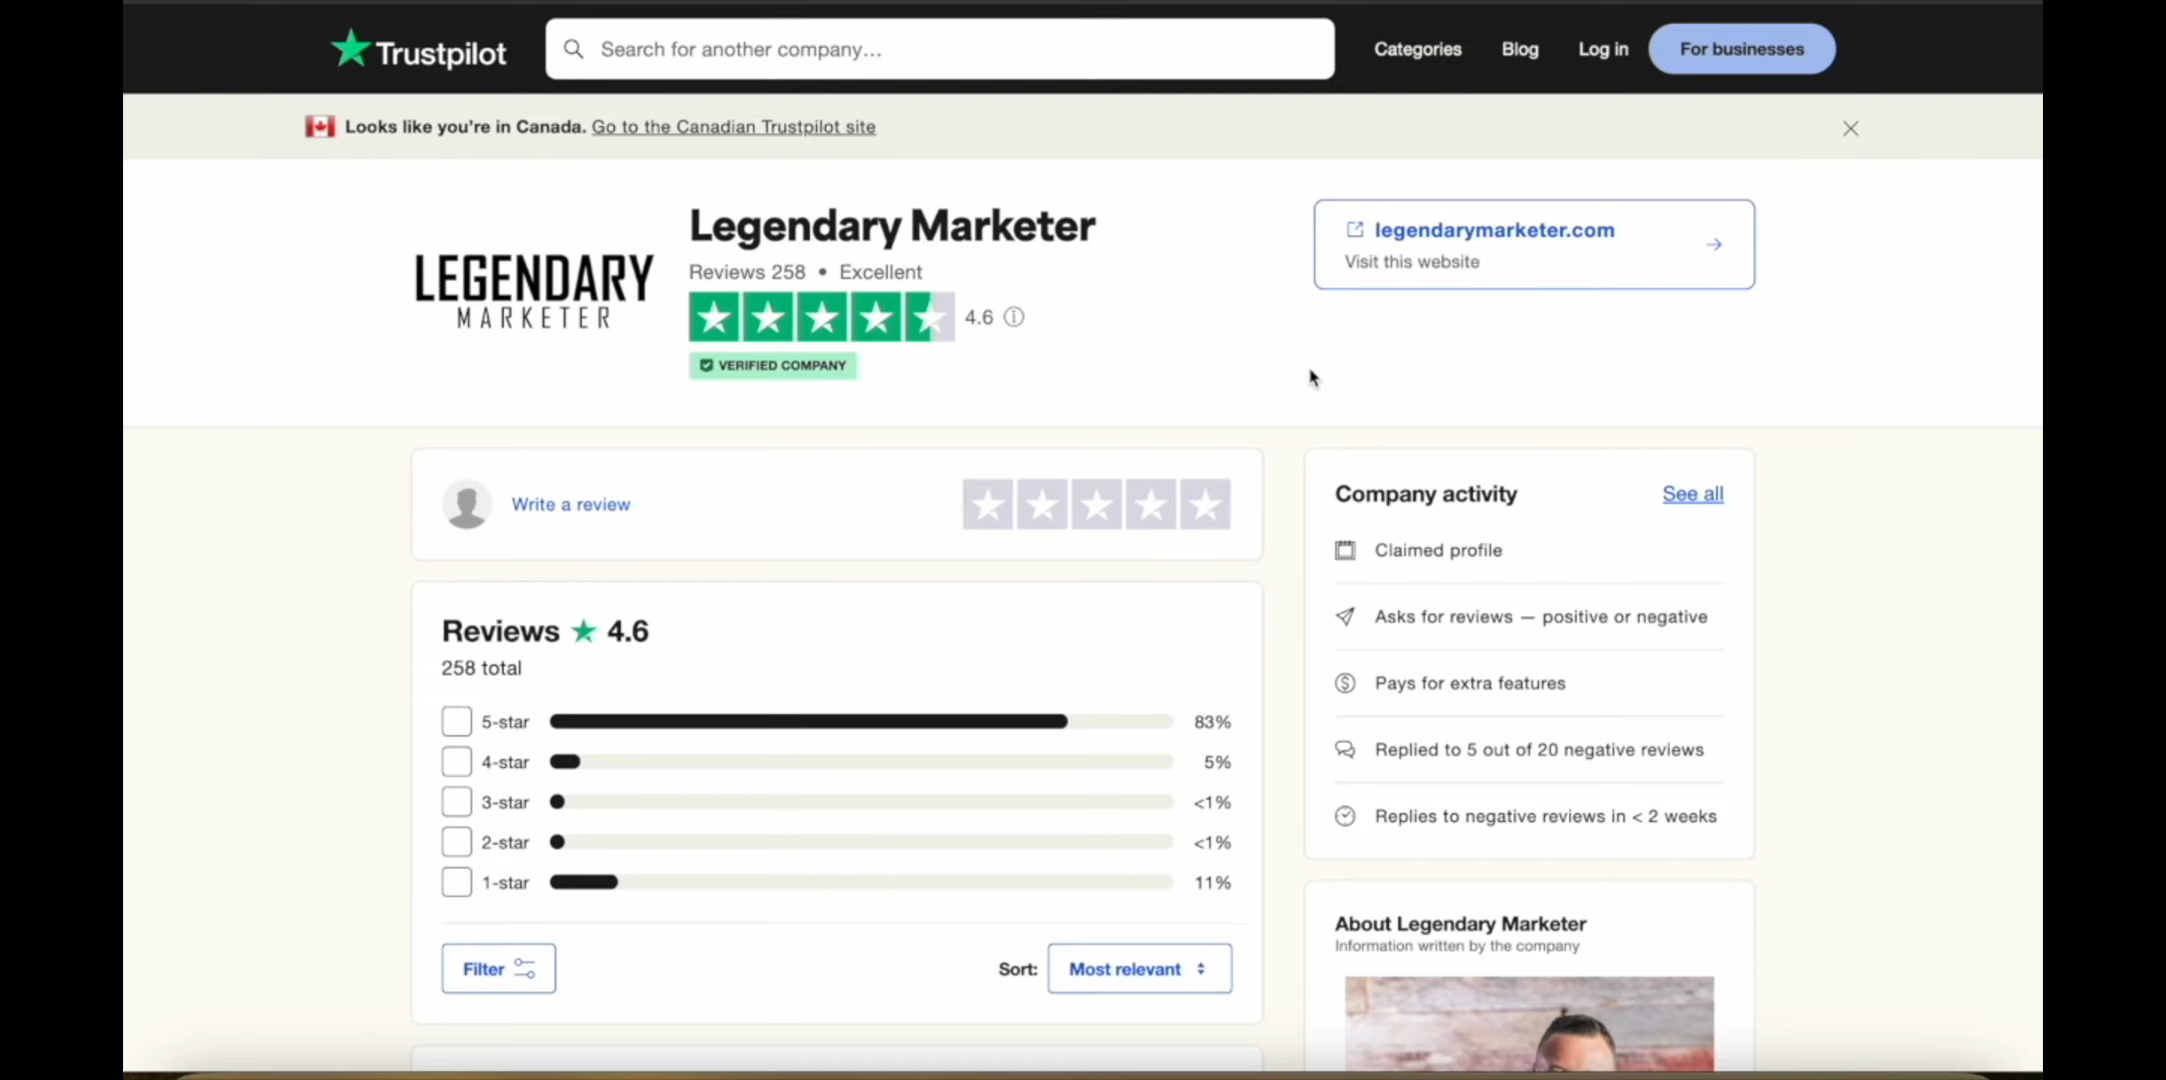 Trustpilot
Search for another company...
Categories
Blog
Log in
For businesses
Looks like you're in Canada. Go to the Canadian Trustpilot site
LEGENDARY
MARKETER
Legendary Marketer
Reviews 258 • Excellent
4.6
VERIFIED COMPANY
legendarymarketer.com
Visit this website
Write a review
Reviews 4.6
258 total
5-star 83%
4-star 5%
3-star <1%
2-star <1%
1-star 11%
Filter
Sort: Most relevant
Company activity
See all
Claimed profile
Asks for reviews — positive or negative
Pays for extra features
Replied to 5 out of 20 negative reviews
Replies to negative reviews in < 2 weeks
About Legendary Marketer
Information written by the company